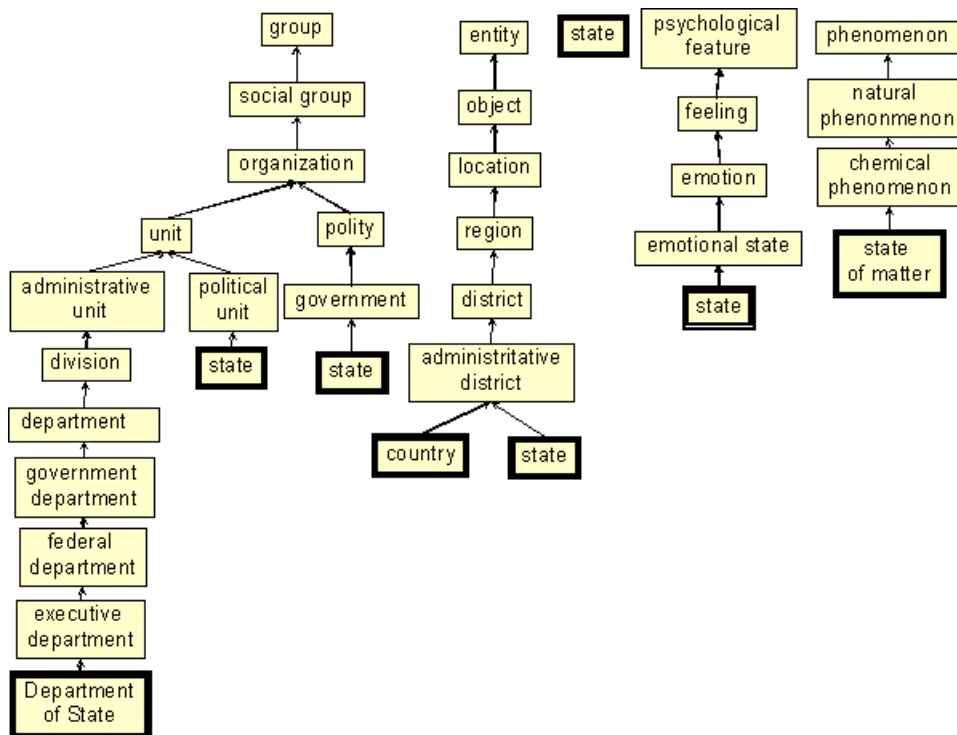 group
social group
organization
unit
polity
administrative
unit
political
unit
government
division
state
state
department
government
department
federal
department
executive
department
Department
of State
entity
object
location
region
district
administritative
district
country
state
state
psychological
feature
feeling
emotion
emotional state
state
phenomenon
natural
phenonmenon
chemical
phenomenon
state
of matter